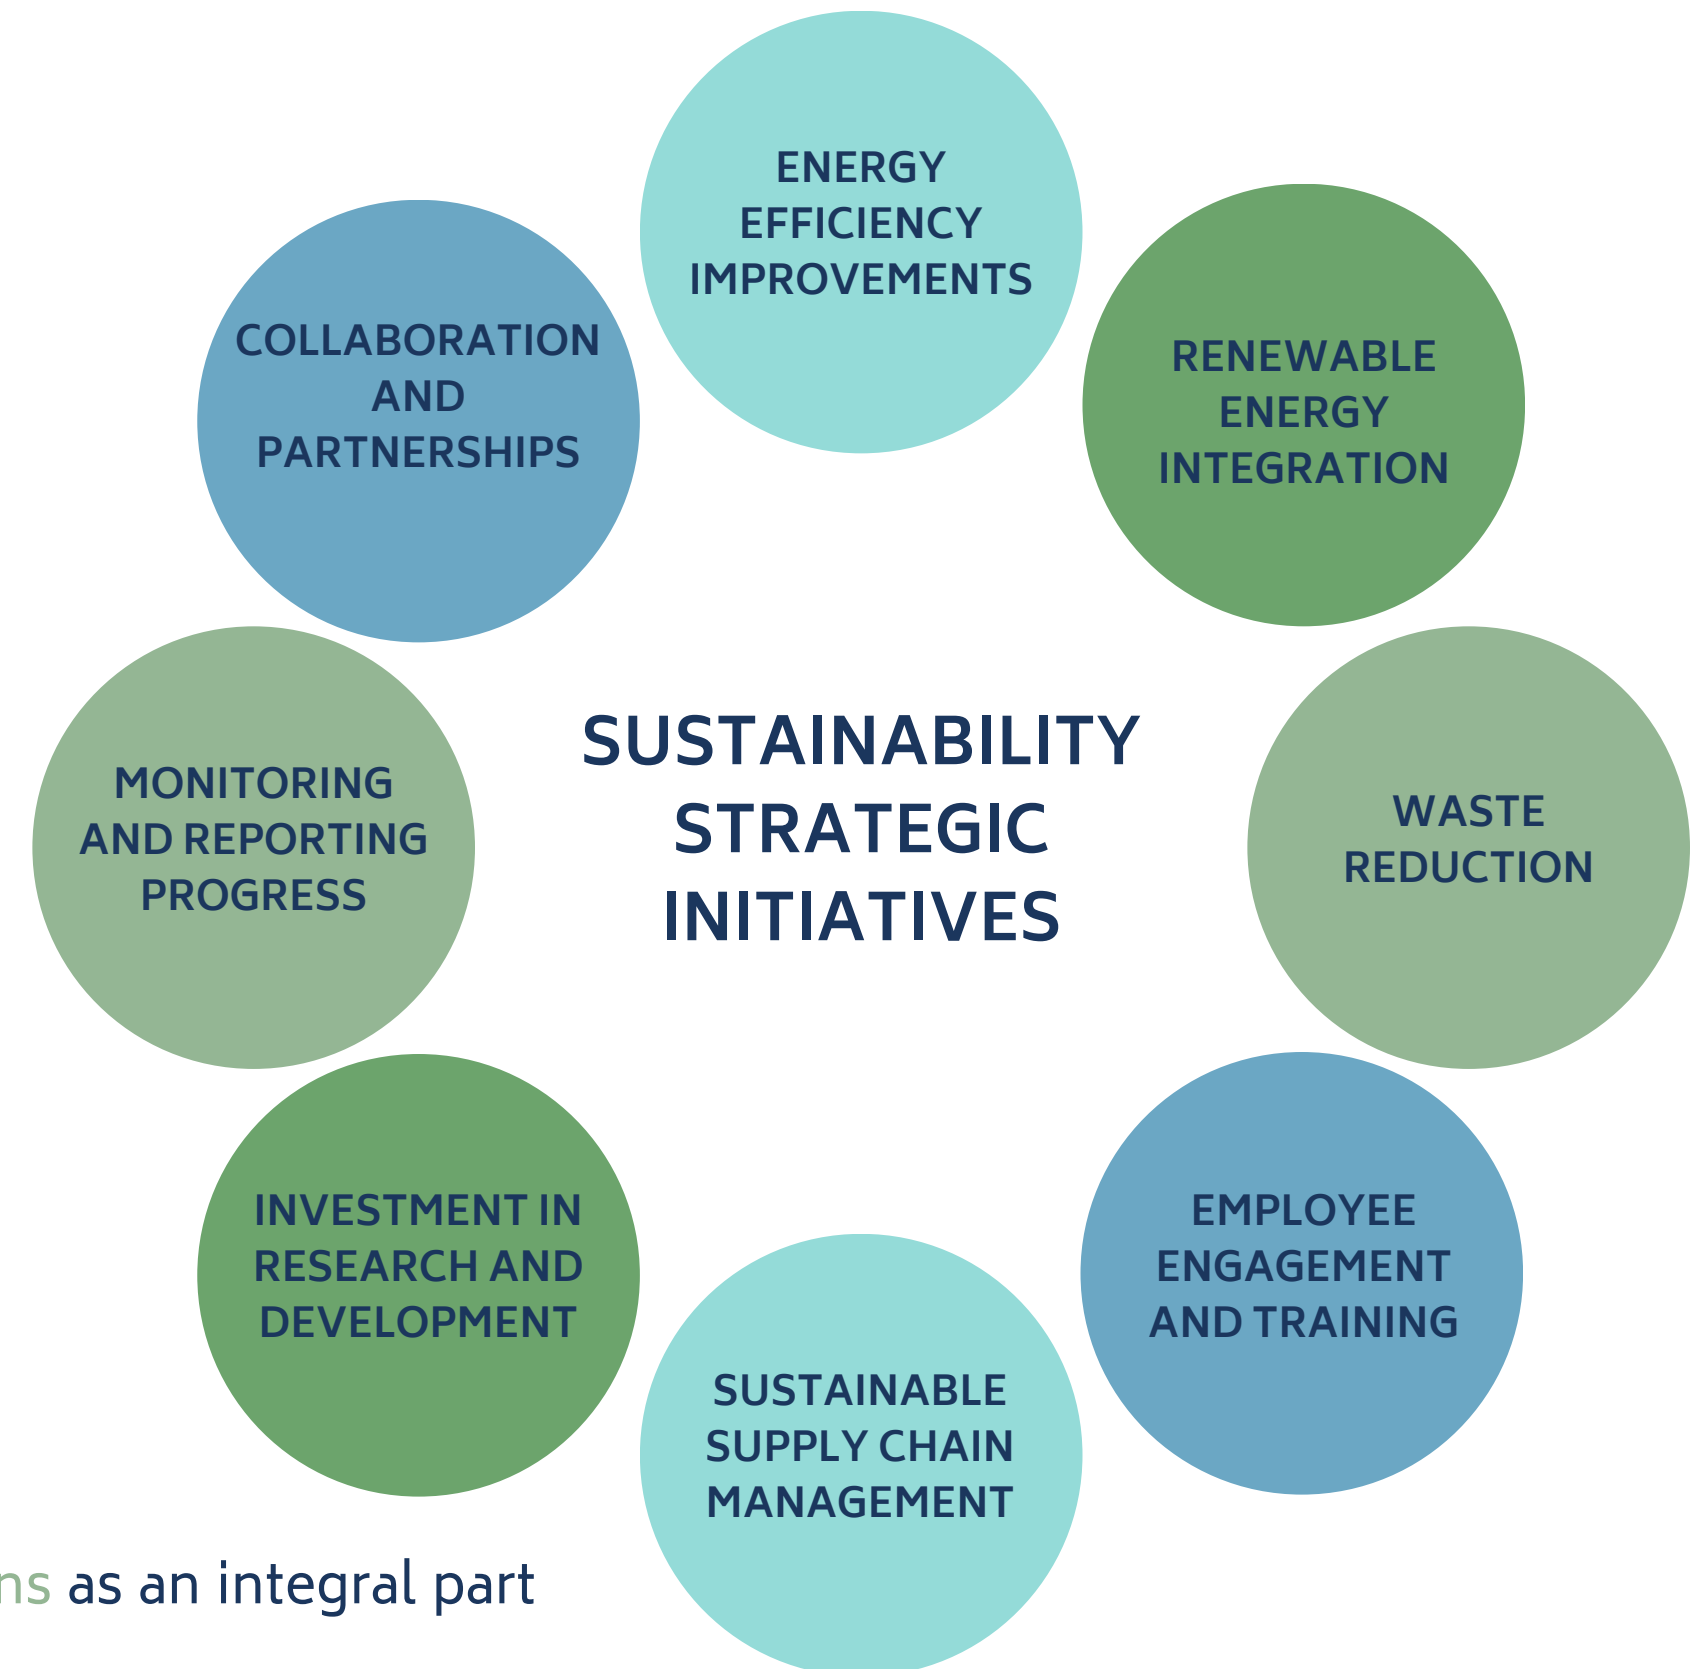 ENERGY
EFFICIENCY
IMPROVEMENTS
RENEWABLE
ENERGY
INTEGRATION
WASTE
REDUCTION
EMPLOYEE
ENGAGEMENT
AND TRAINING
SUSTAINABLE
SUPPLY CHAIN
MANAGEMENT
INVESTMENT IN
RESEARCH AND
DEVELOPMENT
MONITORING
AND REPORTING
PROGRESS
COLLABORATION
AND
PARTNERSHIPS
SUSTAINABILITY
STRATEGIC
INITIATIVES
as an integral part